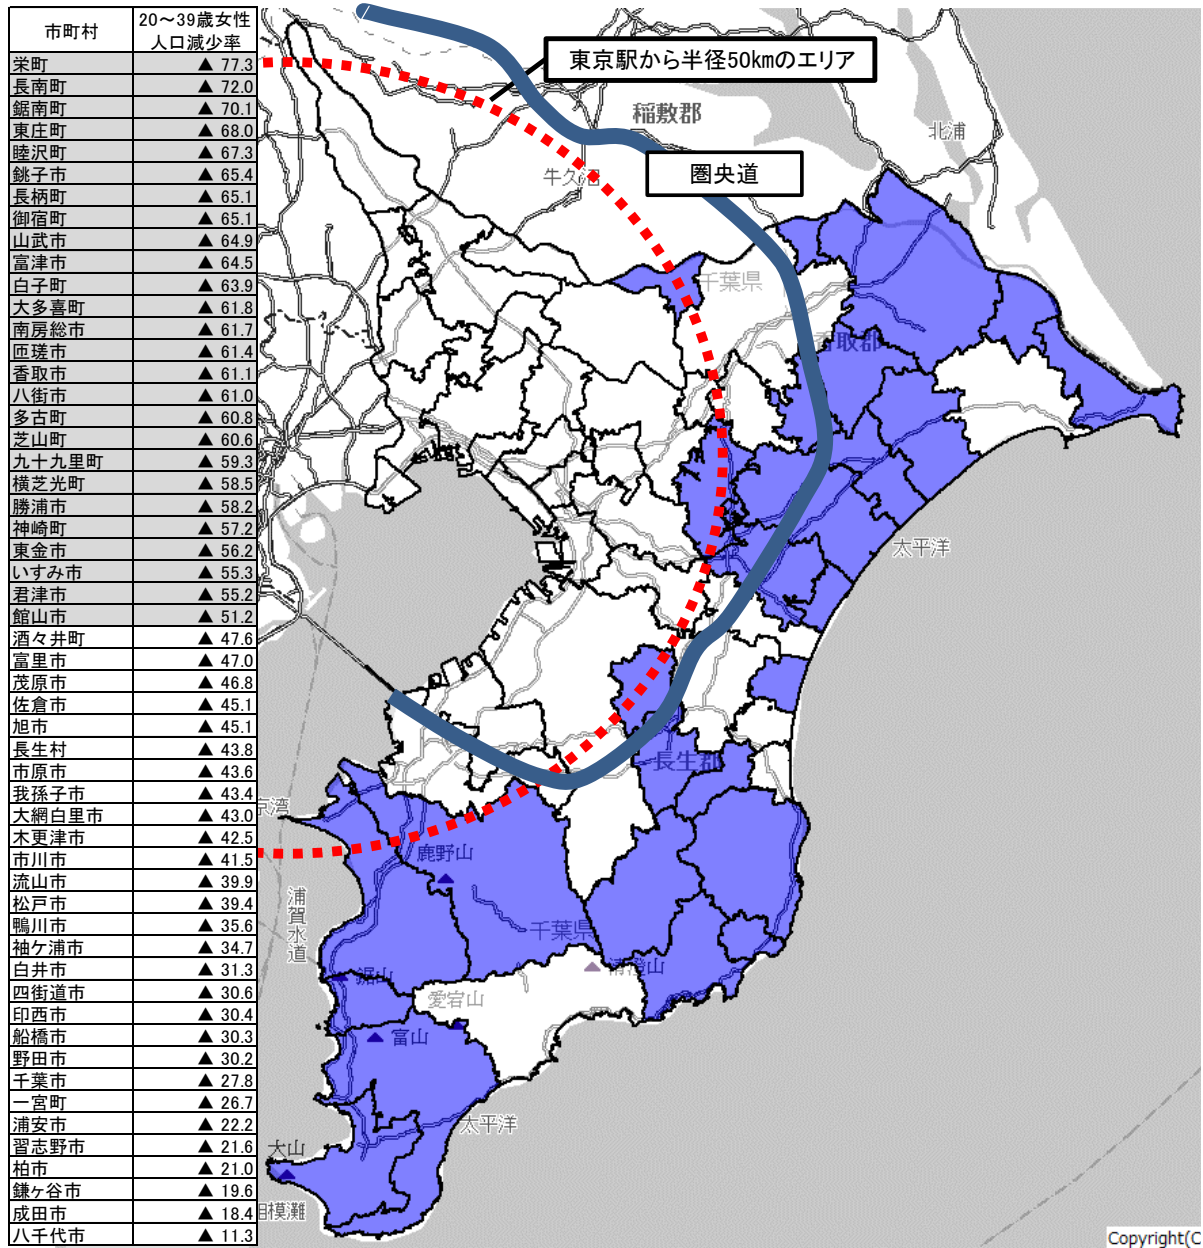 市町村 20～39歳女性人口減少率
栄町 ▲ 77.3
長南町 ▲ 72.0
鋸南町 ▲ 70.1
東庄町 ▲ 68.0
睦沢町 ▲ 67.3
銚子市 ▲ 65.4
長柄町 ▲ 65.1
御宿町 ▲ 65.1
山武市 ▲ 64.9
富津市 ▲ 64.5
白子町 ▲ 63.9
大多喜町 ▲ 61.8
南房総市 ▲ 61.7
匝瑳市 ▲ 61.4
香取市 ▲ 61.1
八街市 ▲ 61.0
多古町 ▲ 60.8
芝山町 ▲ 60.6
九十九里町 ▲ 59.3
横芝光町 ▲ 58.5
勝浦市 ▲ 58.2
神崎町 ▲ 57.2
東金市 ▲ 56.2
いすみ市 ▲ 55.3
君津市 ▲ 55.2
館山市 ▲ 51.2
酒々井町 ▲ 47.6
富里市 ▲ 47.0
茂原市 ▲ 46.8
佐倉市 ▲ 45.1
旭市 ▲ 45.1
長生村 ▲ 43.8
市原市 ▲ 43.6
我孫子市 ▲ 43.4
大網白里市 ▲ 43.0
木更津市 ▲ 42.5
市川市 ▲ 41.5
流山市 ▲ 39.9
松戸市 ▲ 39.4
鴨川市 ▲ 35.6
袖ケ浦市 ▲ 34.7
白井市 ▲ 31.3
四街道市 ▲ 30.6
印西市 ▲ 30.4
船橋市 ▲ 30.3
野田市 ▲ 30.2
千葉市 ▲ 27.8
一宮町 ▲ 26.7
浦安市 ▲ 22.2
習志野市 ▲ 21.6
柏市 ▲ 21.0
鎌ヶ谷市 ▲ 19.6
成田市 ▲ 18.4
八千代市 ▲ 11.3
東京駅から半径50kmのエリア
稲敷郡
北浦
圏央道
牛久沼
千葉県
香取郡
太平洋
長生郡
京湾
鹿野山
浦賀水道
千葉県
清澄山
鋸山
愛宕山
富山
太平洋
大山
相模灘
Copyright(C